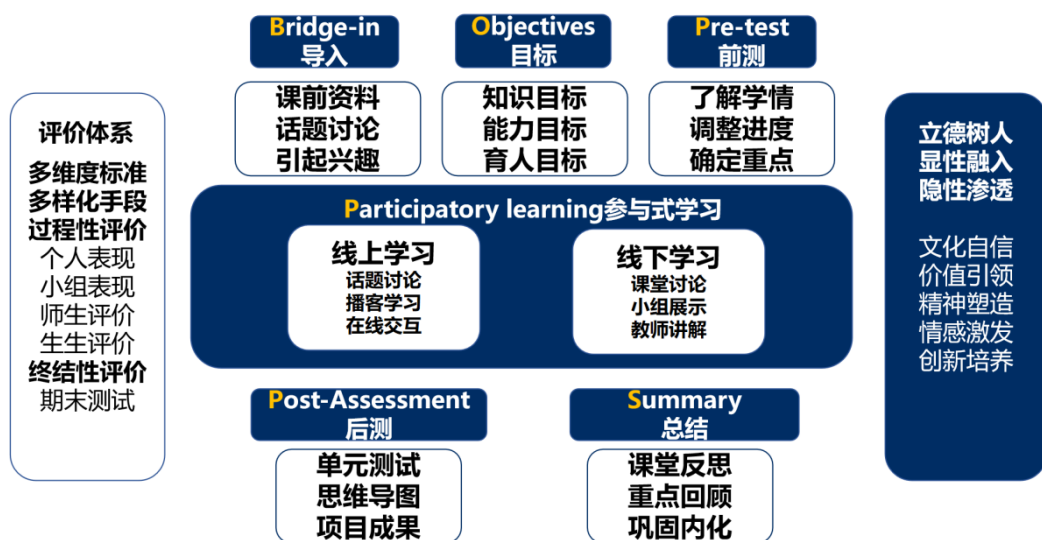 Bridge-in
导入
课前资料
话题讨论
引起兴趣
Objectives
目标
知识目标
能力目标
育人目标
Pre-test
前测
了解学情
调整进度
确定重点
评价体系
多维度标准
多样化手段
过程性评价
个人表现
小组表现
师生评价
生生评价
终结性评价
期末测试
Participatory learning参与式学习
线上学习
话题讨论
播客学习
在线交互
线下学习
课堂讨论
小组展示
教师讲解
立德树人
显性融入
隐性渗透
文化自信
价值引领
精神塑造
情感激发
创新培养
Post-Assessment
后测
单元测试
思维导图
项目成果
Summary
总结
课堂反思
重点回顾
巩固内化